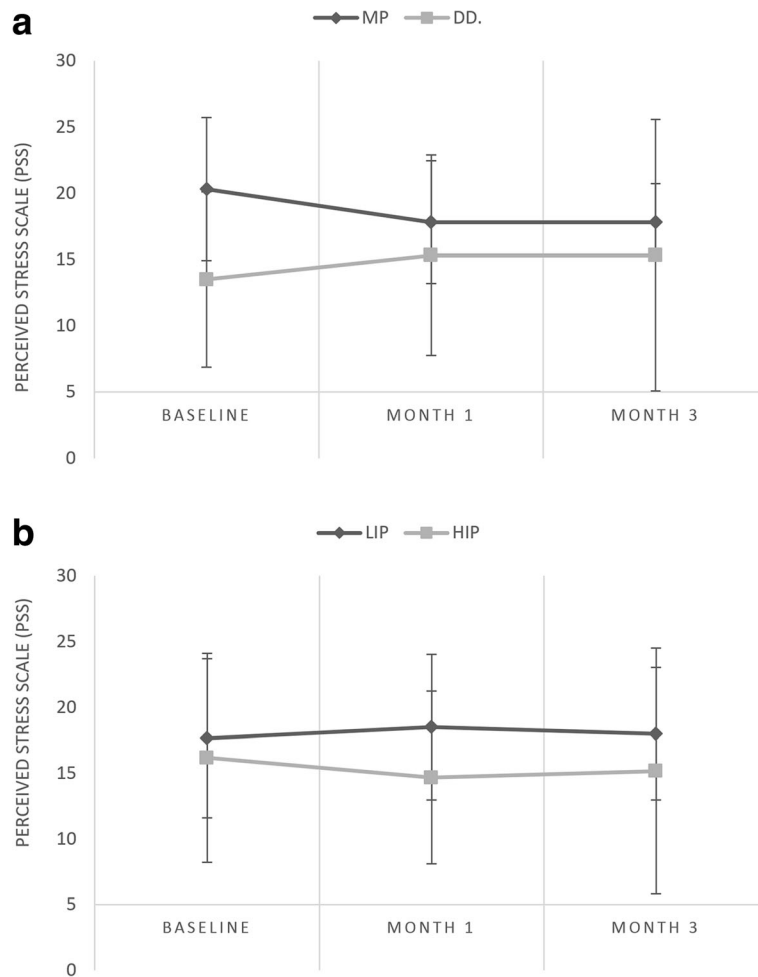 a
MP DD.
PERCEIVED STRESS SCALE (PSS)
30
25
20
15
10
5
0
BASELINE MONTH 1 MONTH 3
b
LIP HIP
PERCEIVED STRESS SCALE (PSS)
30
25
20
15
10
5
0
BASELINE MONTH 1 MONTH 3